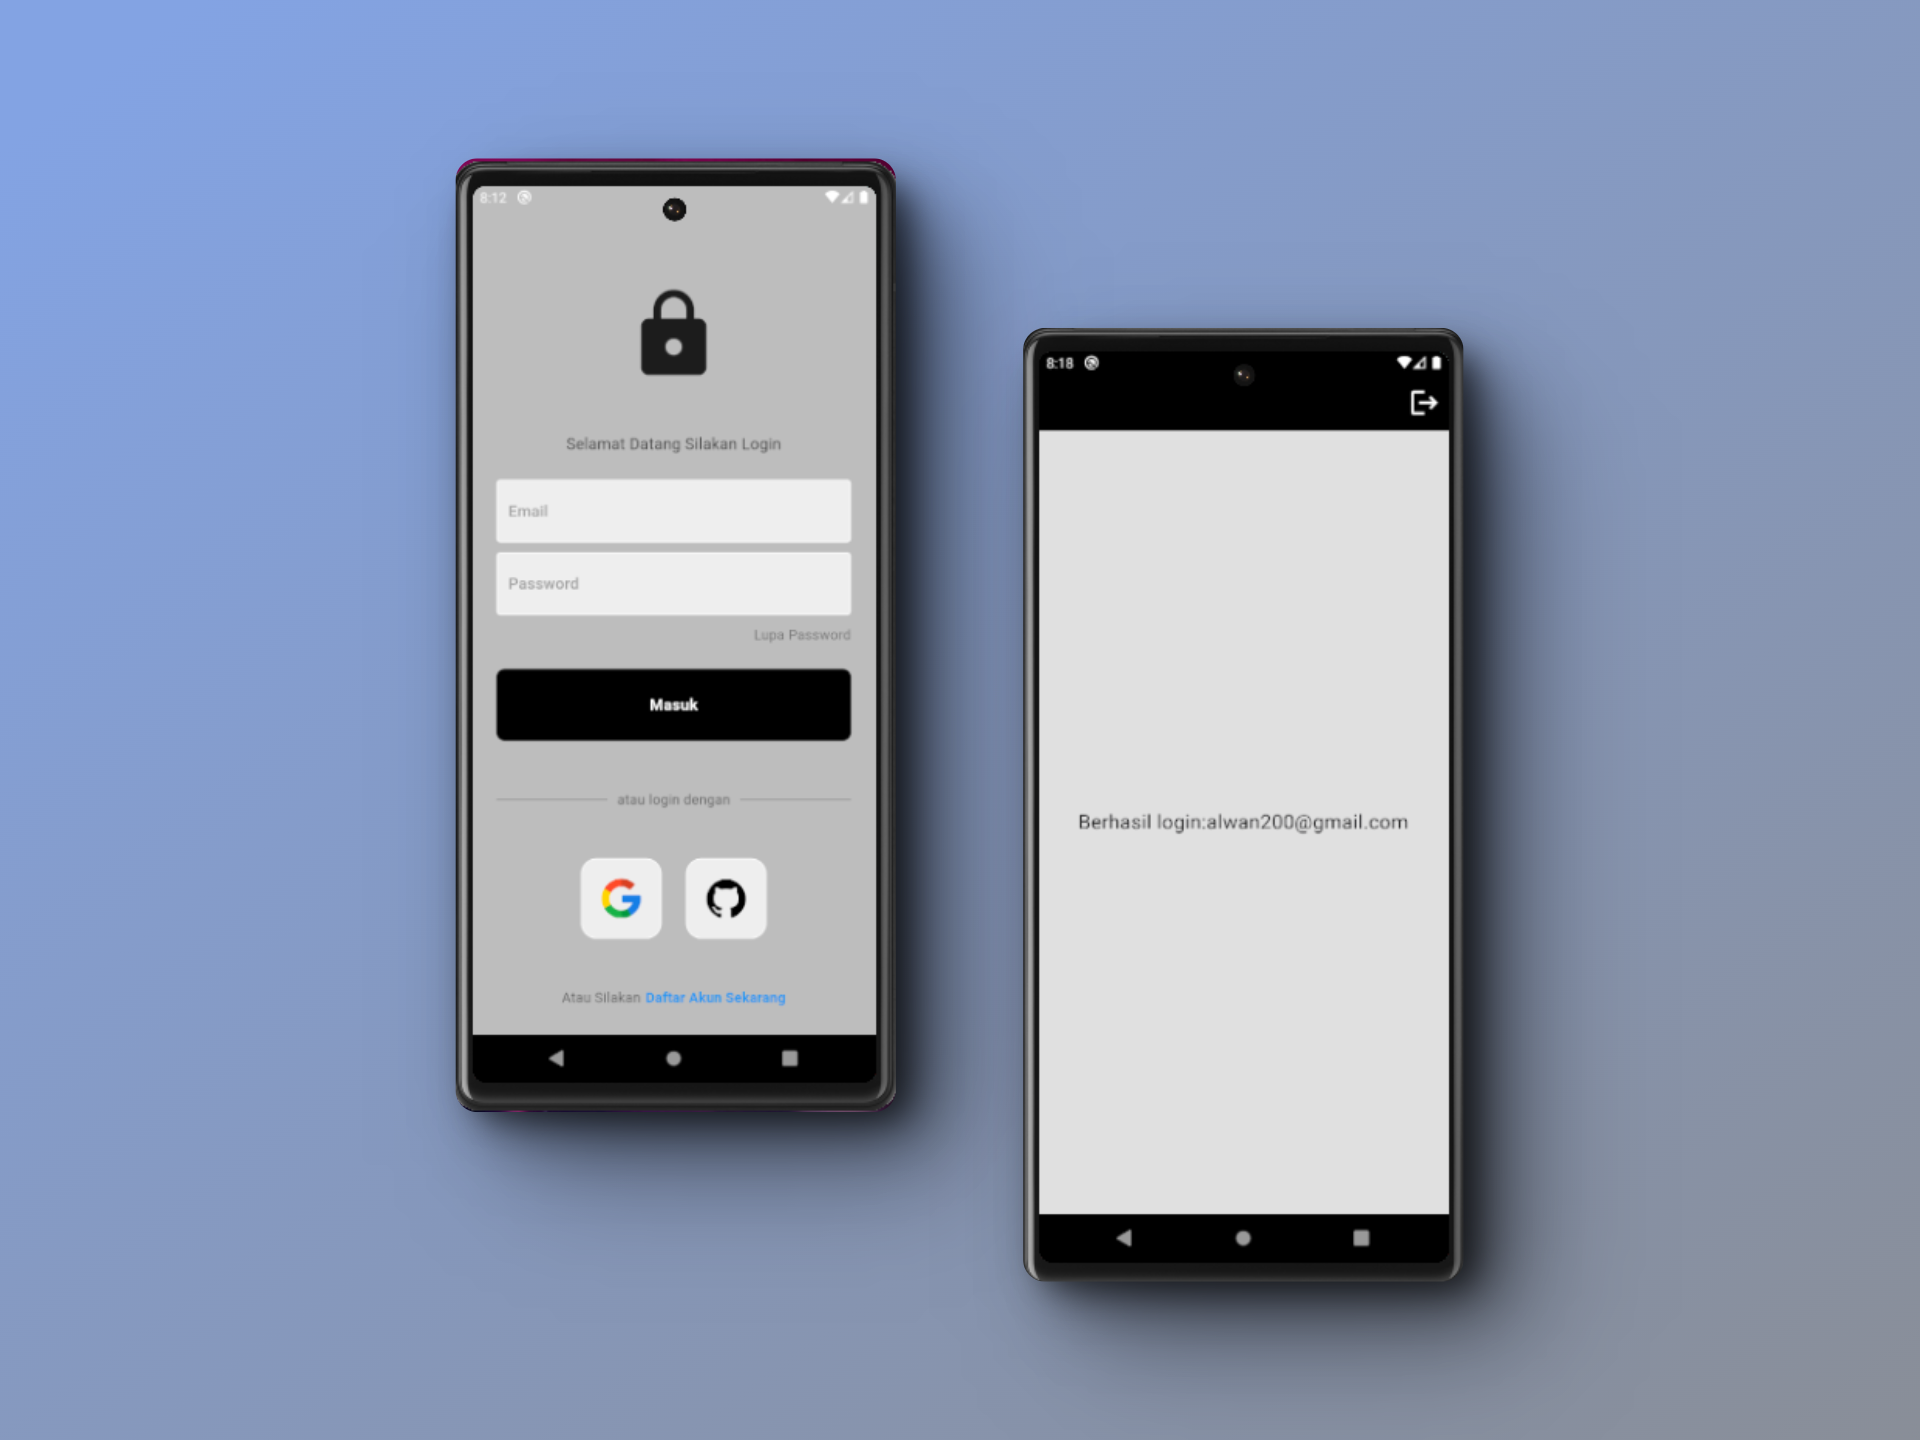 8:12
Selamat Datang Silakan Login
Email
Password
Lupa Password
Masuk
atau login dengan
Atau Silakan Daftar Akun Sekarang
8:18
Berhasil login:alwan200@gmail.com